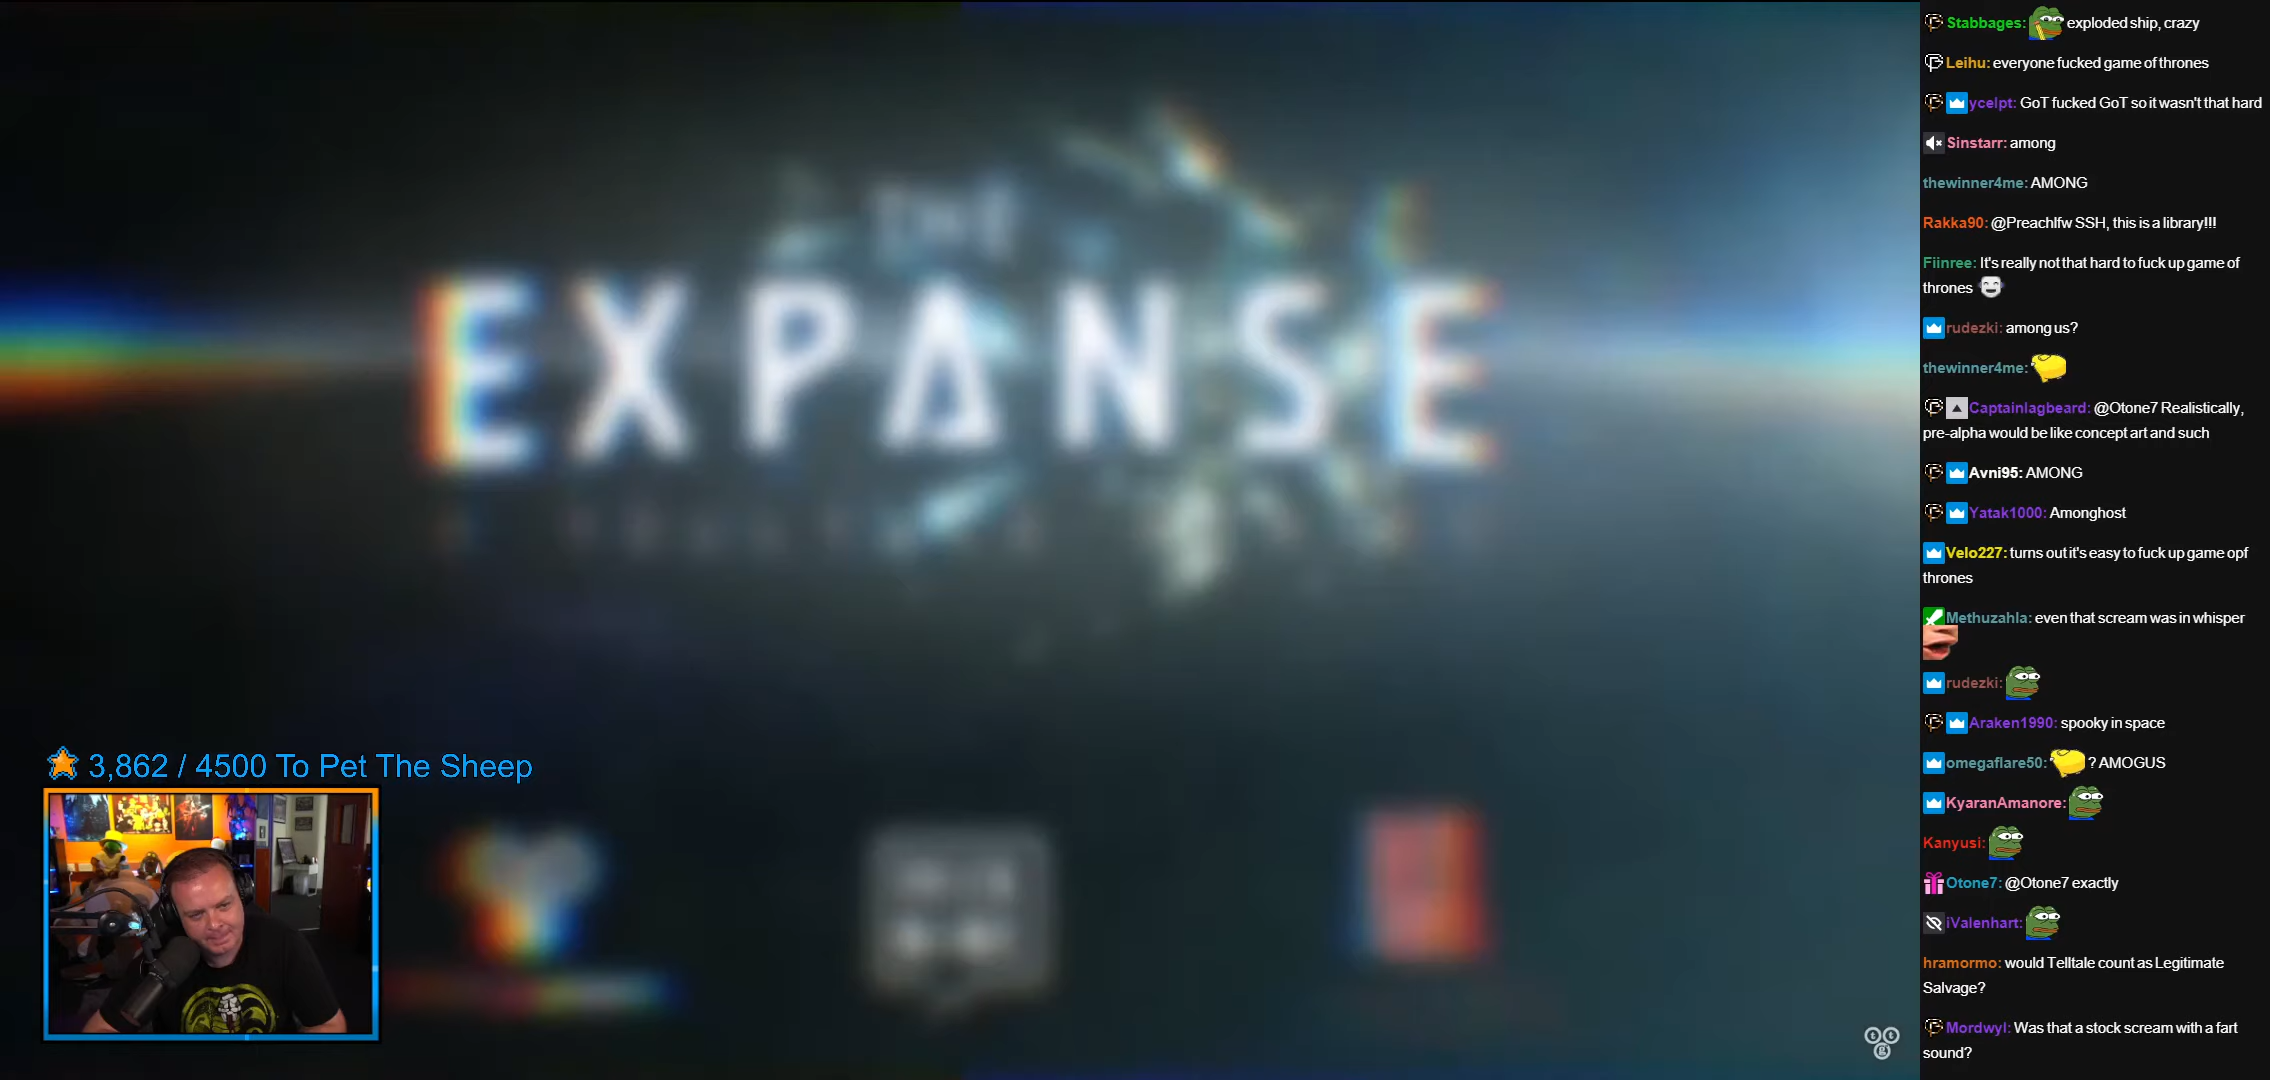 THE
EXPANSE
3,862 / 4500 To Pet The Sheep
Stabbages: exploded ship, crazy
Leihu: everyone fucked game of thrones
ycelpt: GoT fucked GoT so it wasn't that hard
Sinstarr: among
thewinner4me: AMONG
Rakka90: @Preachlfw SSH, this is a library!!!
Fiinree: It's really not that hard to fuck up game of
thrones
rudezki: among us?
thewinner4me:
Captainlagbeard: @Otone7 Realistically,
pre-alpha would be like concept art and such
Avni95: AMONG
Yatak1000: Amonghost
Velo227: turns out it's easy to fuck up game opf
thrones
Methuzahla: even that scream was in whisper
rudezki:
Araken1990: spooky in space
omegaflare50: ? AMOGUS
KyaranAmanore:
Kanyusi:
Otone7: @Otone7 exactly
iValenhart:
hramormo: would Telltale count as Legitimate
Salvage?
Mordwyl: Was that a stock scream with a fart
sound?
ttg